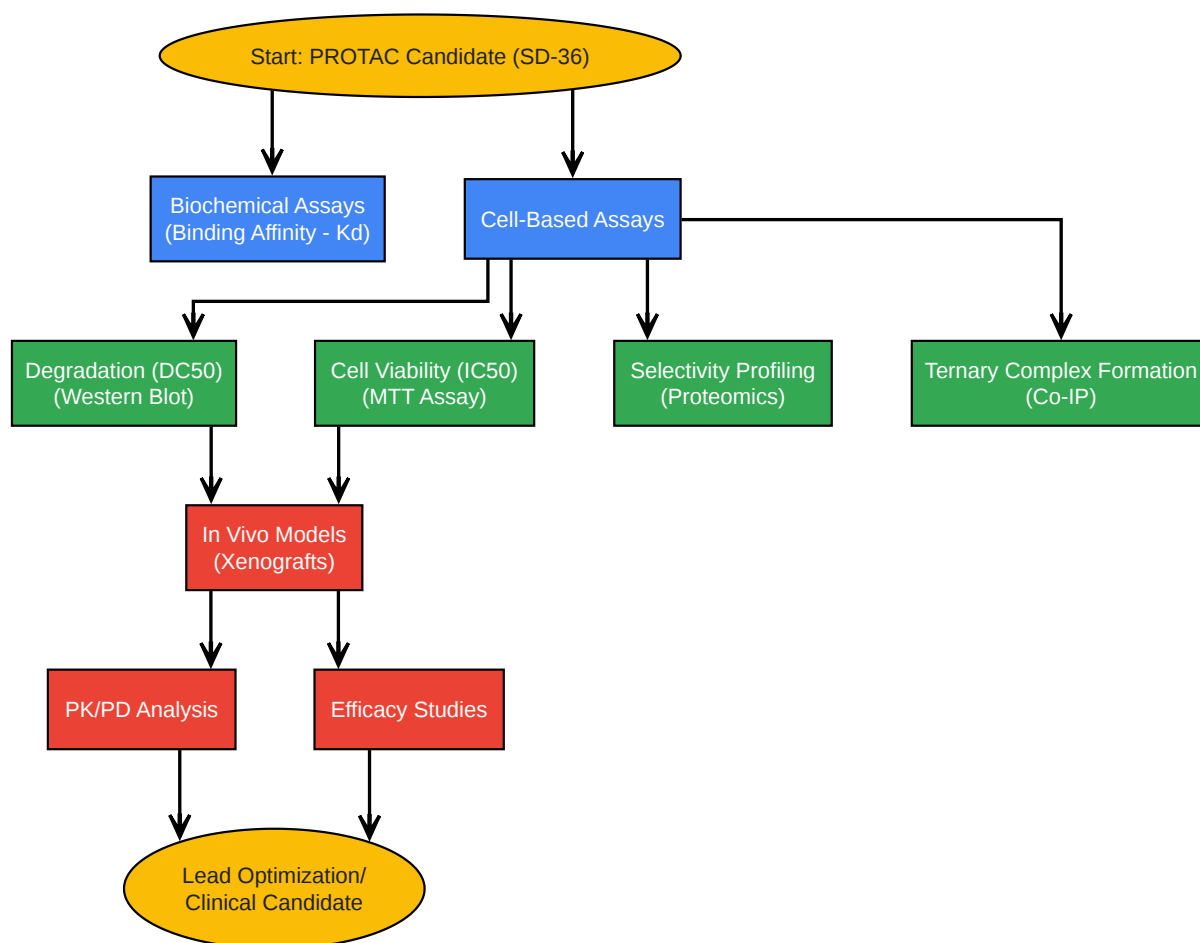 Start: PROTAC Candidate (SD-36)
Biochemical Assays
(Binding Affinity - Kd)
Cell-Based Assays
Degradation (DC50)
(Western Blot)
Cell Viability (IC50)
(MTT Assay)
Selectivity Profiling
(Proteomics)
Ternary Complex Formation
(Co-IP)
In Vivo Models
(Xenografts)
PK/PD Analysis
Efficacy Studies
Lead Optimization/
Clinical Candidate